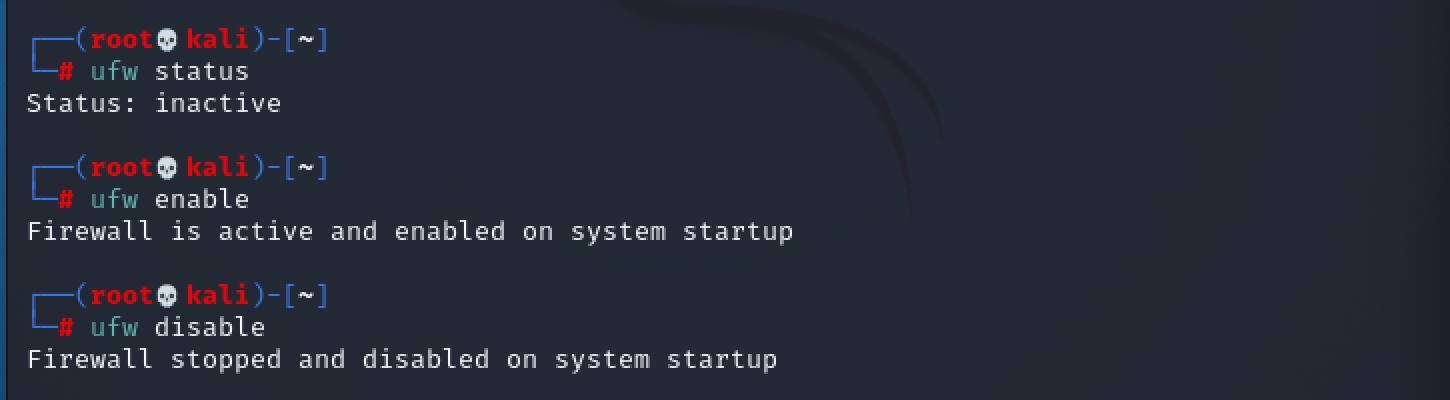 ┌──(root💀kali)-[~]
└─# ufw status
Status: inactive
┌──(root💀kali)-[~]
└─# ufw enable
Firewall is active and enabled on system startup
┌──(root💀kali)-[~]
└─# ufw disable
Firewall stopped and disabled on system startup